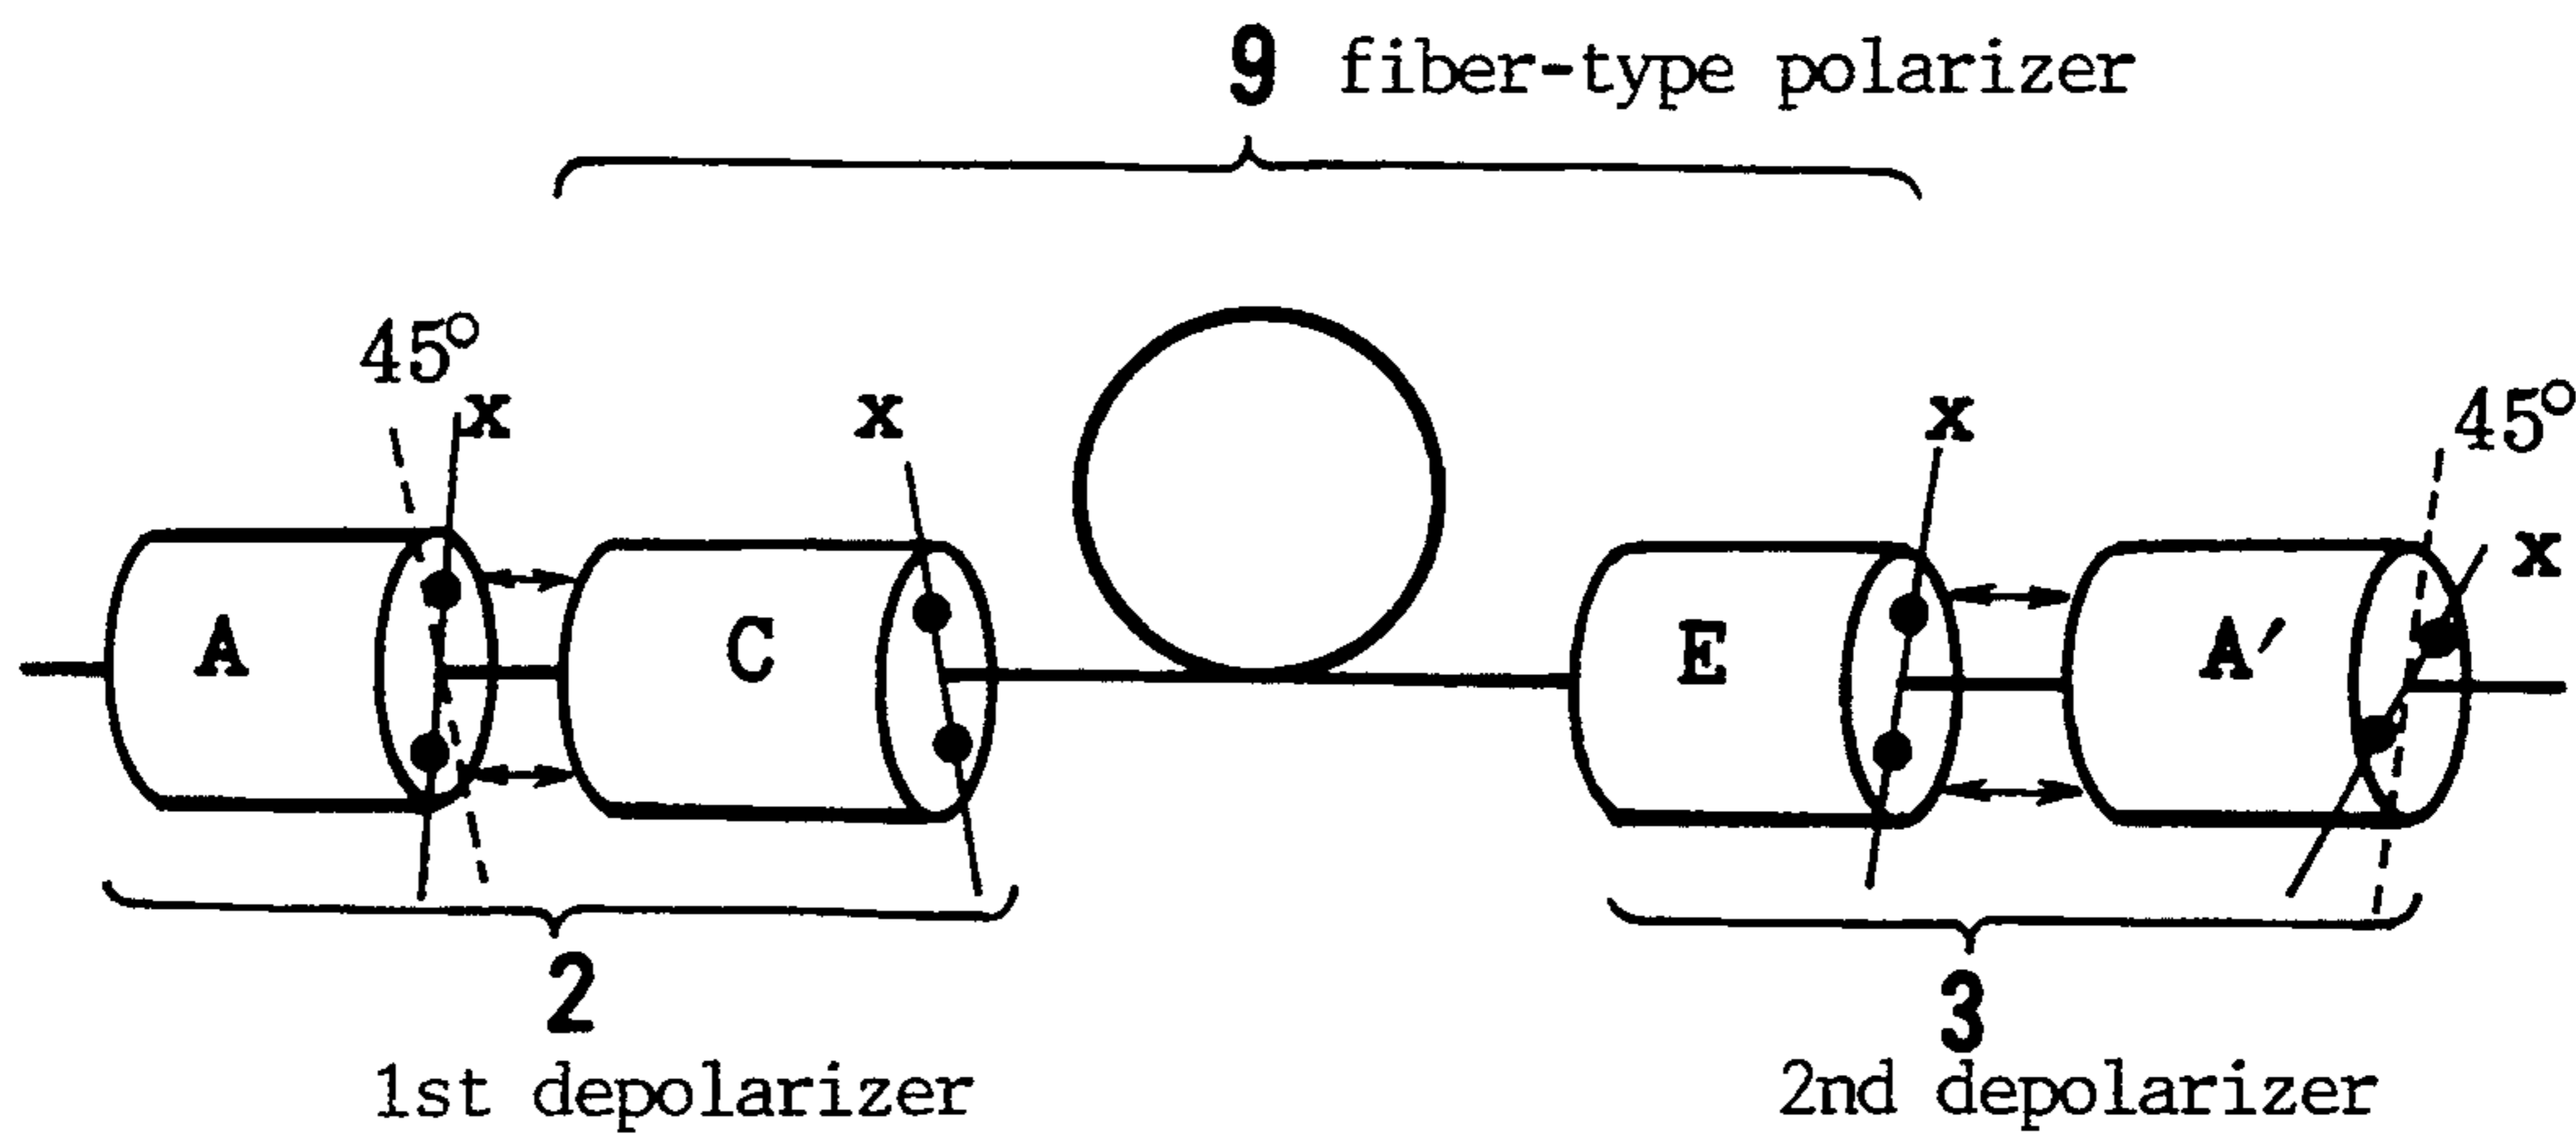 9 fiber-type polarizer
45°
x
x
x
45°
x
A
C
E
A′
2
1st depolarizer
3
2nd depolarizer